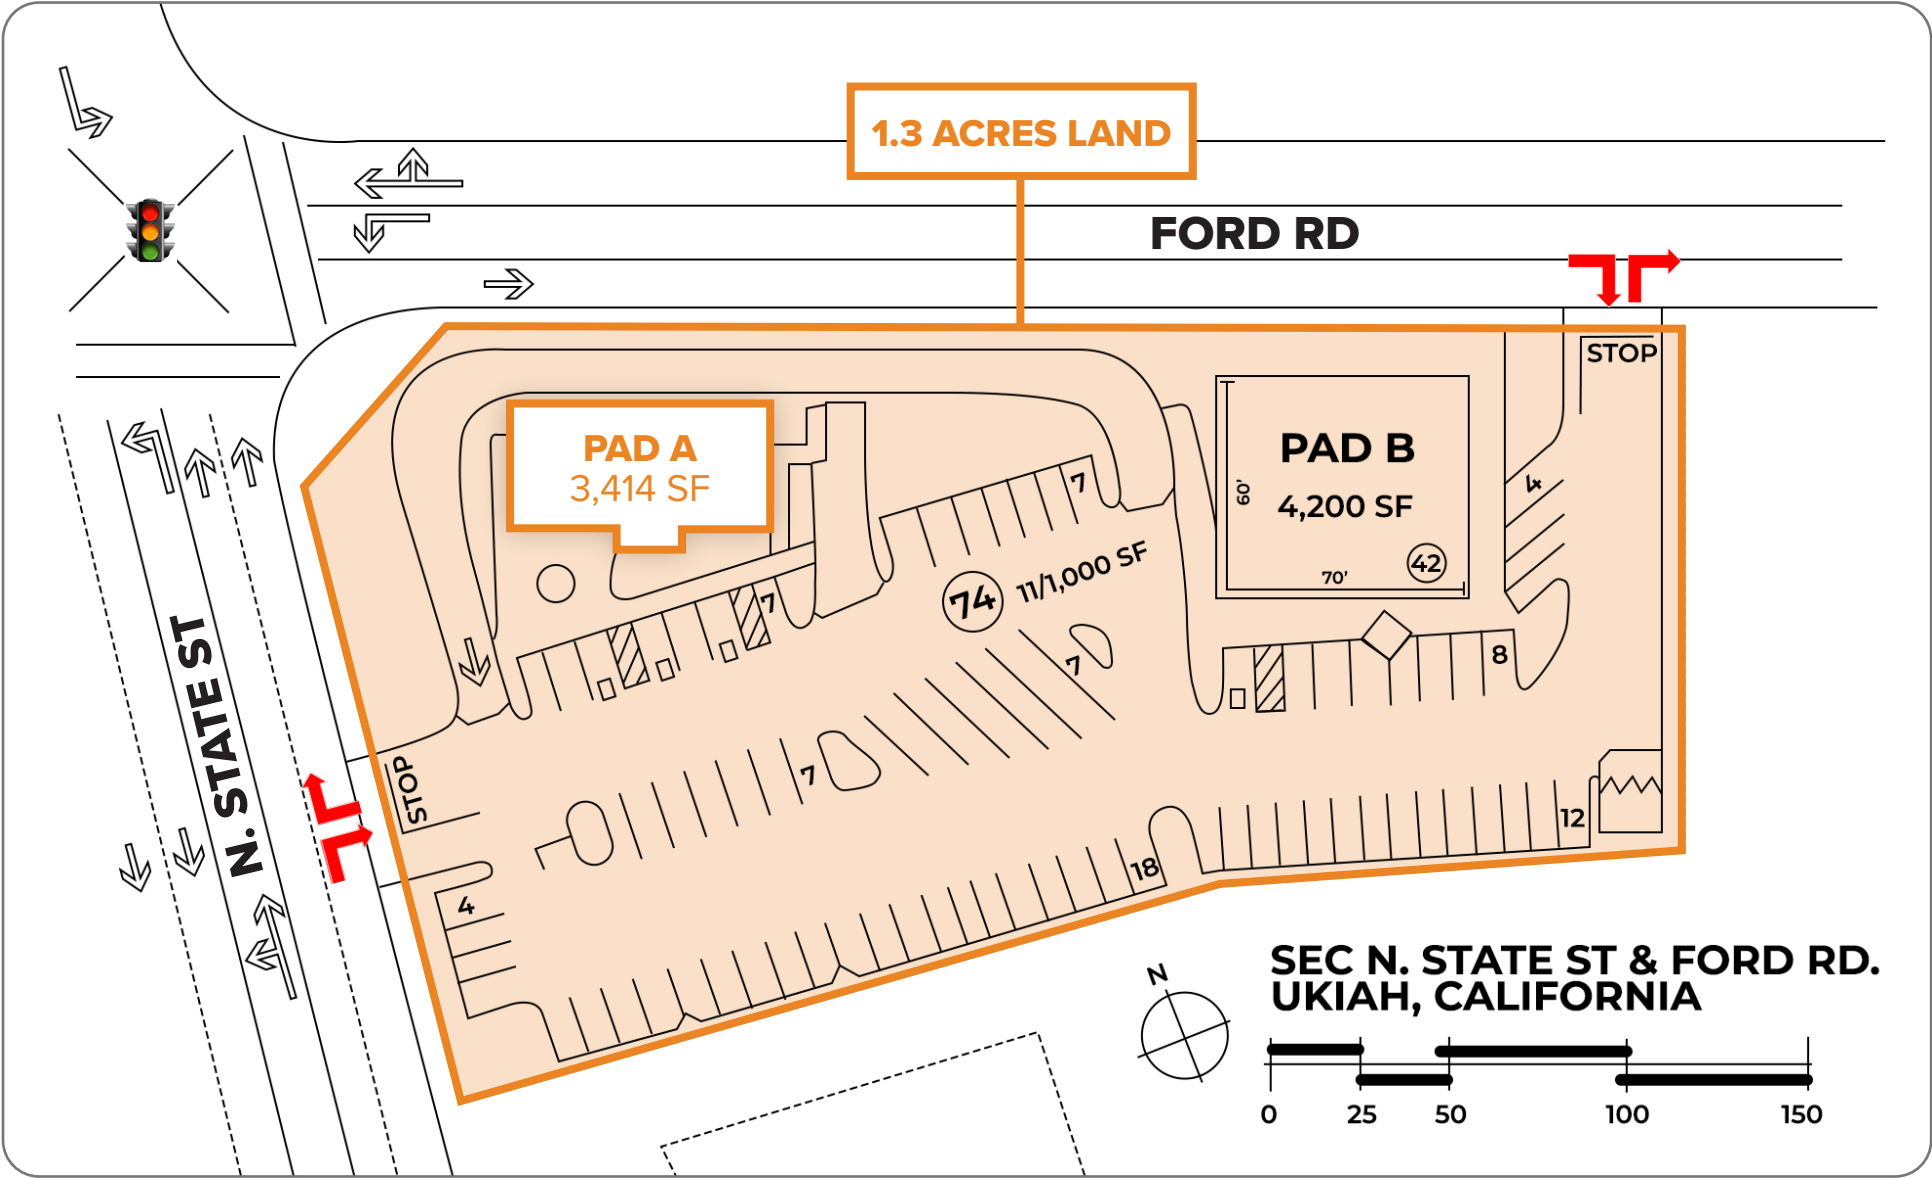 1.3 ACRES LAND
FORD RD
STOP
PAD A
3,414 SF
PAD B
4,200 SF
60'
70'
42
7
4
74 11/1,000 SF
7
7
8
N. STATE ST
STOP
7
12
18
4
N
SEC N. STATE ST & FORD RD.
UKIAH, CALIFORNIA
0 25 50 100 150